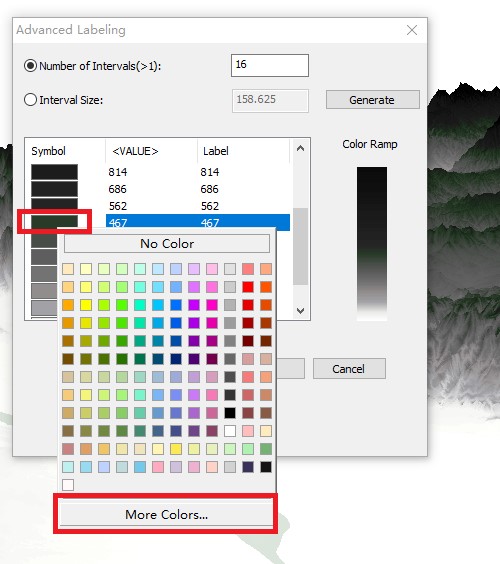 Advanced Labeling
Number of Intervals(>1): 16
Interval Size: 158.625 Generate
Symbol <VALUE> Label Color Ramp
814 814
686 686
562 562
467 467
No Color
Cancel
More Colors...